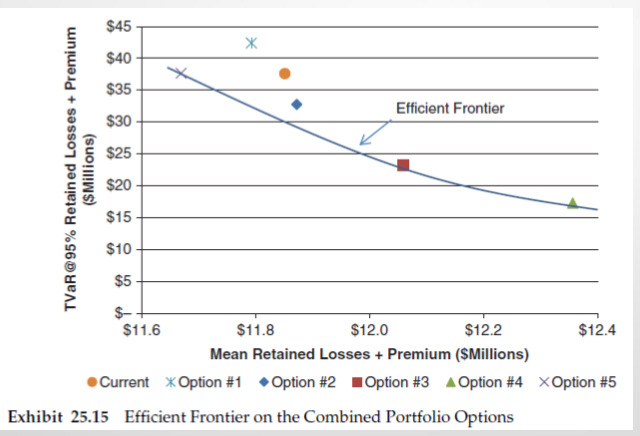 TVaR@95% Retained Losses + Premium
($Millions)
$45
$40
$35
$30
$25
$20
$15
$10
$5
$–
Efficient Frontier
$11.6 $11.8 $12.0 $12.2 $12.4
Mean Retained Losses + Premium ($Millions)
Current Option #1 Option #2 Option #3 Option #4 Option #5
Exhibit 25.15 Efficient Frontier on the Combined Portfolio Options